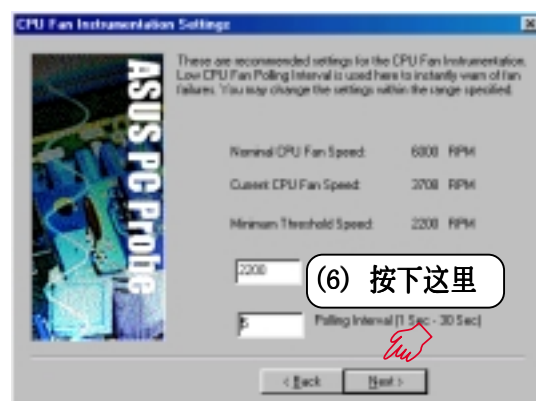 CPU Fan Instrumentation Settings
ASUS PC Probe
These are recommended settings for the CPU Fan Instrumentation.
Low CPU Fan Polling Interval is used here to instantly warn of fan
failures. You may change the settings within the range specified.
Nominal CPU Fan Speed: 6000 RPM
Current CPU Fan Speed: 3708 RPM
Minimum Threshold Speed: 2200 RPM
2200
(6) 按下这里
5 Polling Interval (1 Sec - 30 Sec)
< Back Next >